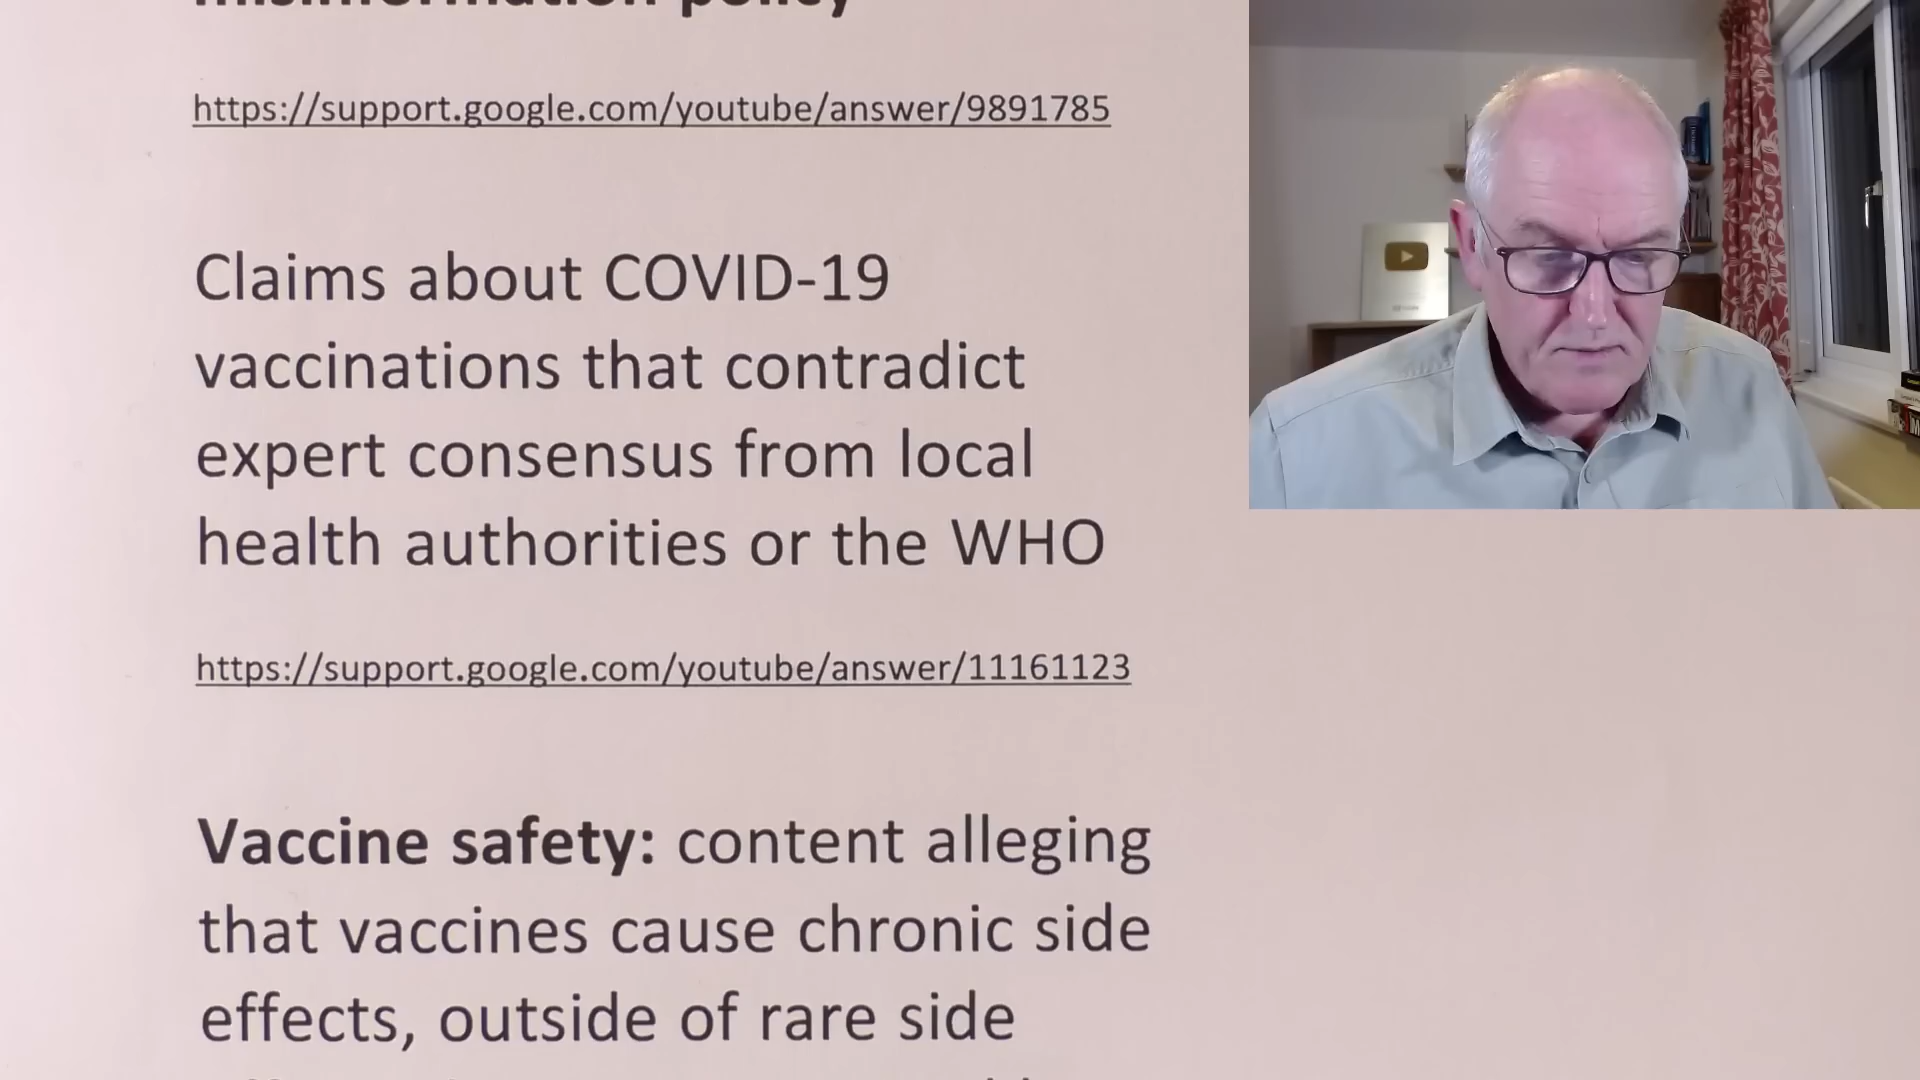 misinformation policy
https://support.google.com/youtube/answer/9891785
Claims about COVID-19
vaccinations that contradict
expert consensus from local
health authorities or the WHO
https://support.google.com/youtube/answer/11161123
Vaccine safety: content alleging
that vaccines cause chronic side
effects, outside of rare side